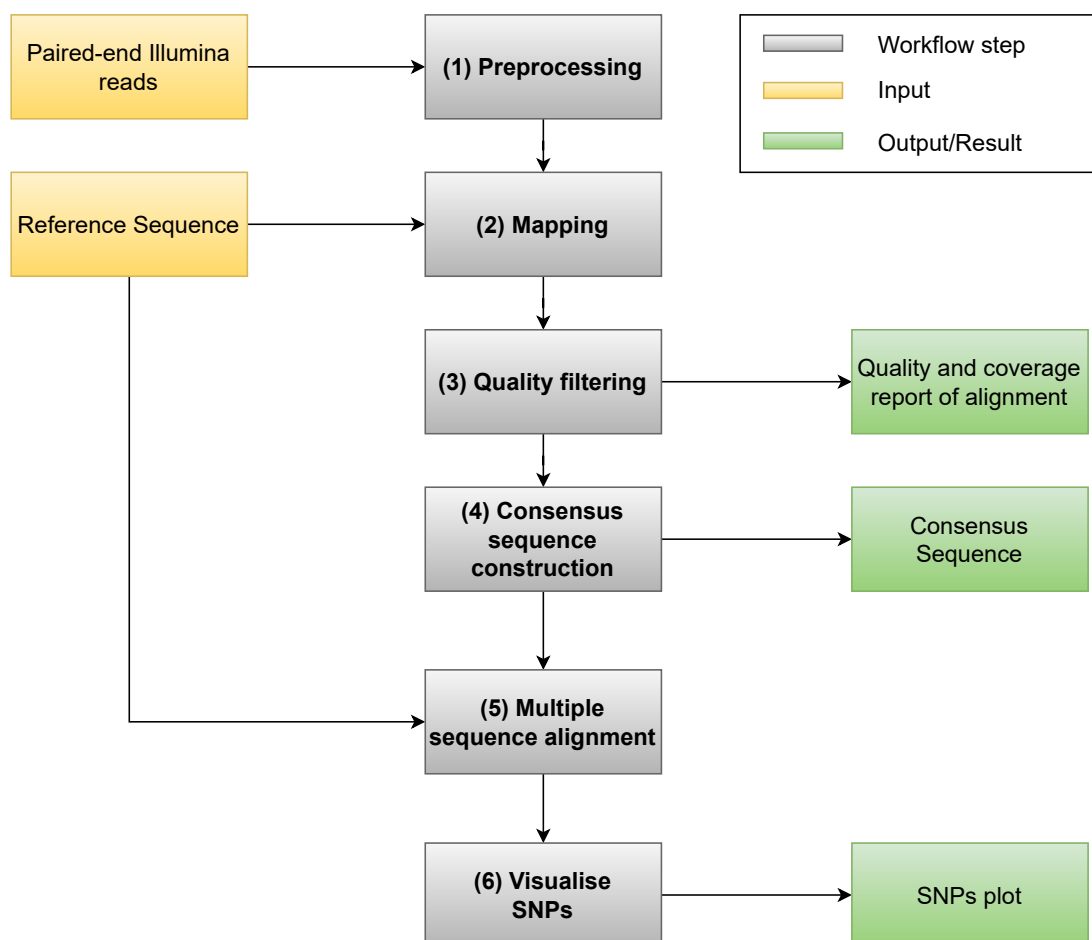 Paired-end Illumina
reads
(1) Preprocessing
Workflow step
Input
Output/Result
Reference Sequence
(2) Mapping
(3) Quality filtering
Quality and coverage
report of alignment
(4) Consensus
sequence
construction
Consensus
Sequence
(5) Multiple
sequence alignment
(6) Visualise
SNPs
SNPs plot